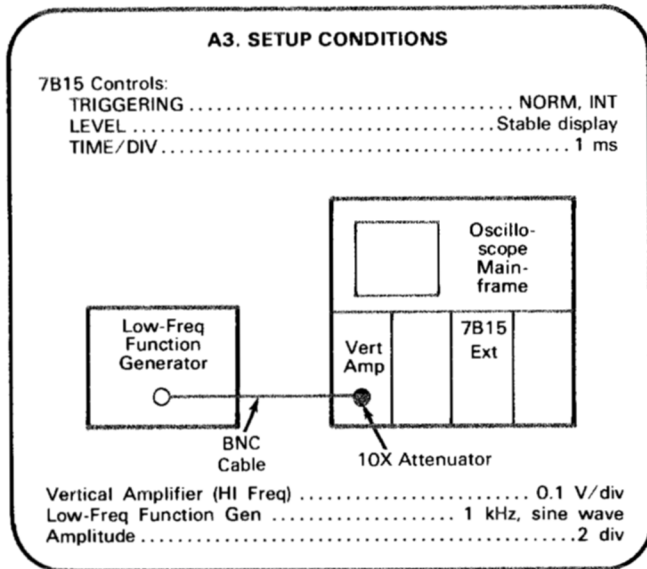 A3. SETUP CONDITIONS
7B15 Controls:
TRIGGERING ........................................ NORM, INT
LEVEL ........................................ Stable display
TIME/DIV ........................................ 1 ms
Oscillo-
scope
Main-
frame
Low-Freq
Function
Generator
Vert
Amp
7B15
Ext
BNC
Cable
10X Attenuator
Vertical Amplifier (HI Freq) ........................ 0.1 V/div
Low-Freq Function Gen .................... 1 kHz, sine wave
Amplitude ........................................ 2 div